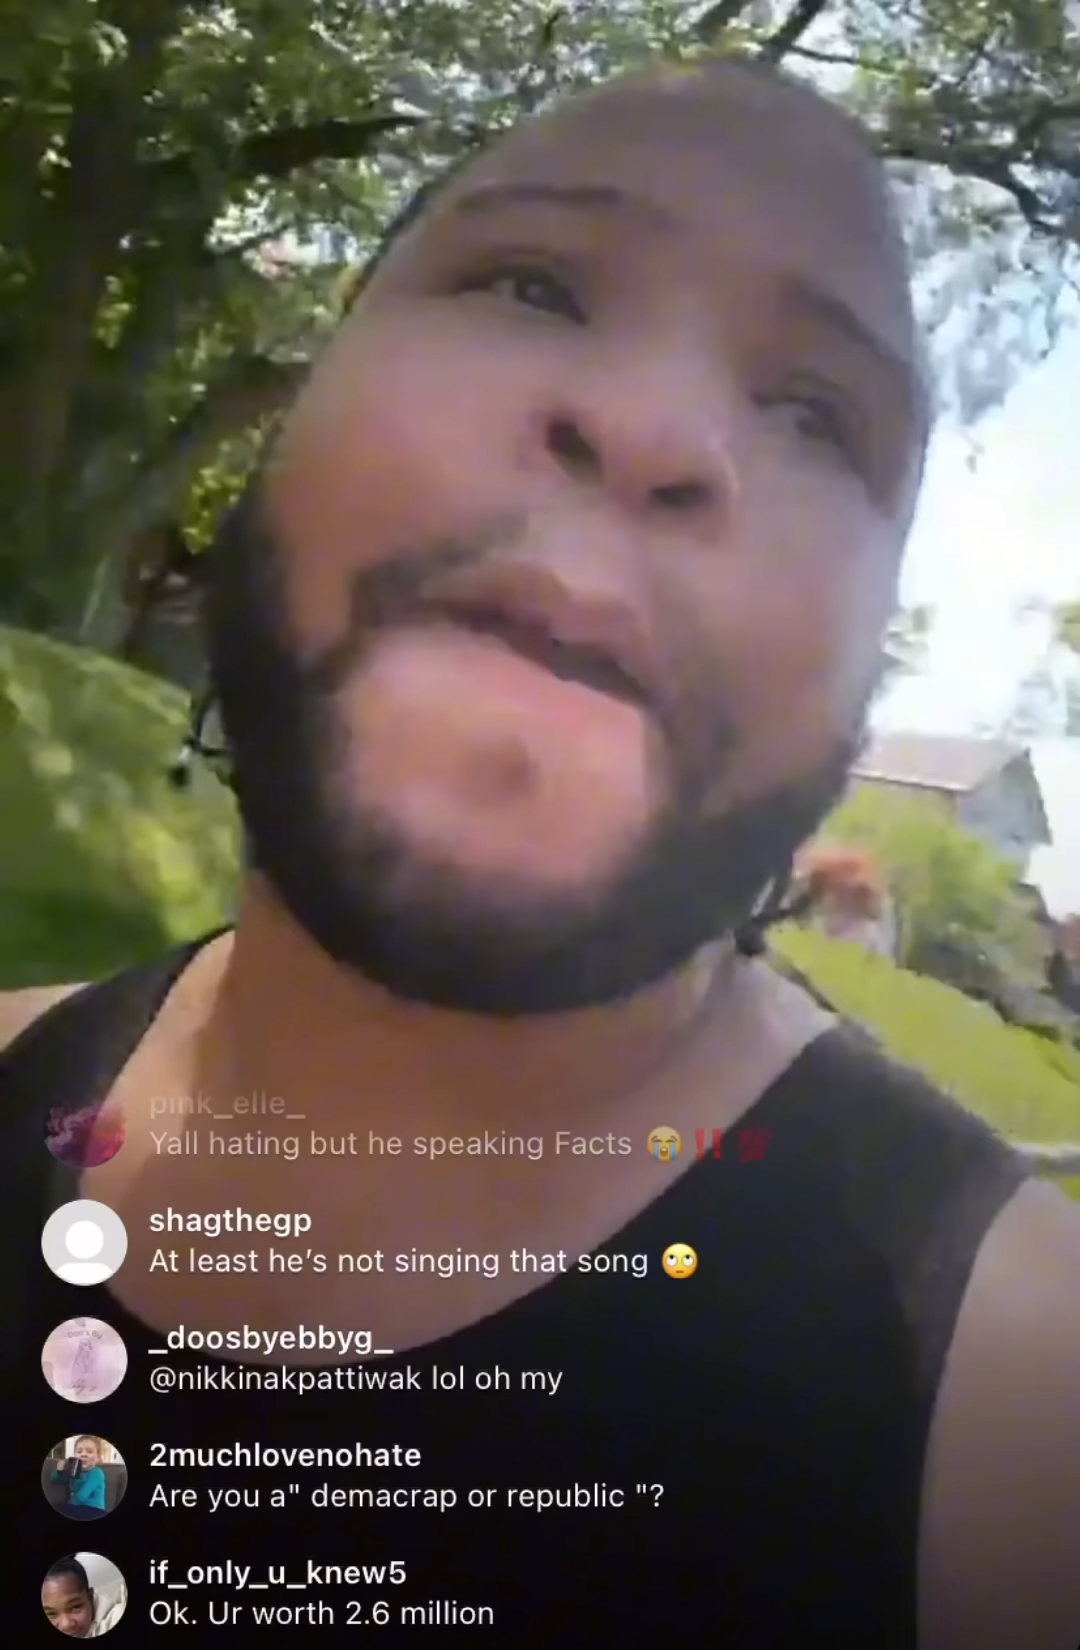 pink_elle_
Yall hating but he speaking Facts 😭‼️💯
shagthegp
At least he’s not singing that song 🙄
_doosbyebbyg_
@nikkinakpattiwak lol oh my
2muchlovenohate
Are you a" demacrap or republic "?
if_only_u_knew5
Ok. Ur worth 2.6 million